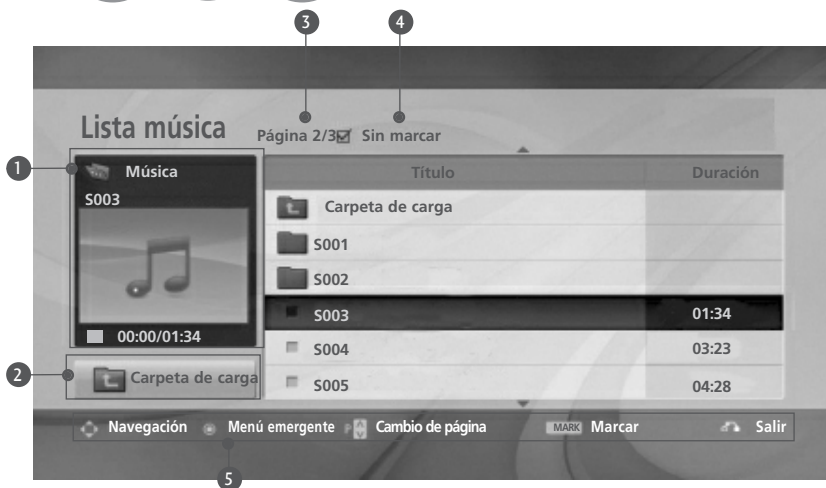 3 4
Lista música
Página 2/3 Sin marcar
1
Música
Título Duración
S003
Carpeta de carga
S001
S002
S003 01:34
00:00/01:34
S004 03:23
2
Carpeta de carga
S005 04:28
Navegación Menú emergente P Cambio de página MARK Marcar Salir
5